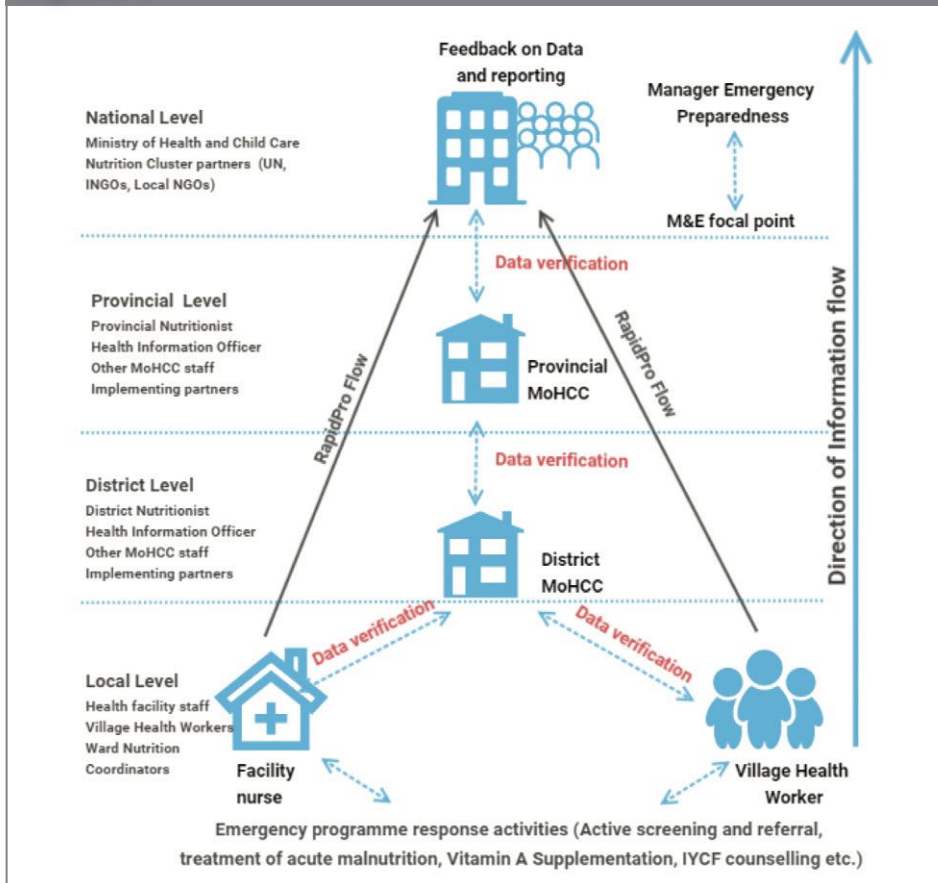 Feedback on Data
and reporting
Manager Emergency
Preparedness
M&E focal point
National Level
Ministry of Health and Child Care
Nutrition Cluster partners (UN,
INGOs, Local NGOs)
Data verification
Provincial Level
Provincial Nutritionist
Health Information Officer
Other MoHCC staff
Implementing partners
Provincial
MoHCC
RapidPro Flow
RapidPro Flow
Direction of Information flow
Data verification
District Level
District Nutritionist
Health Information Officer
Other MoHCC staff
Implementing partners
District
MoHCC
Data verification
Data verification
Local Level
Health facility staff
Village Health Workers
Ward Nutrition
Coordinators
Facility
nurse
Village Health
Worker
Emergency programme response activities (Active screening and referral,
treatment of acute malnutrition, Vitamin A Supplementation, IYCF counselling etc.)